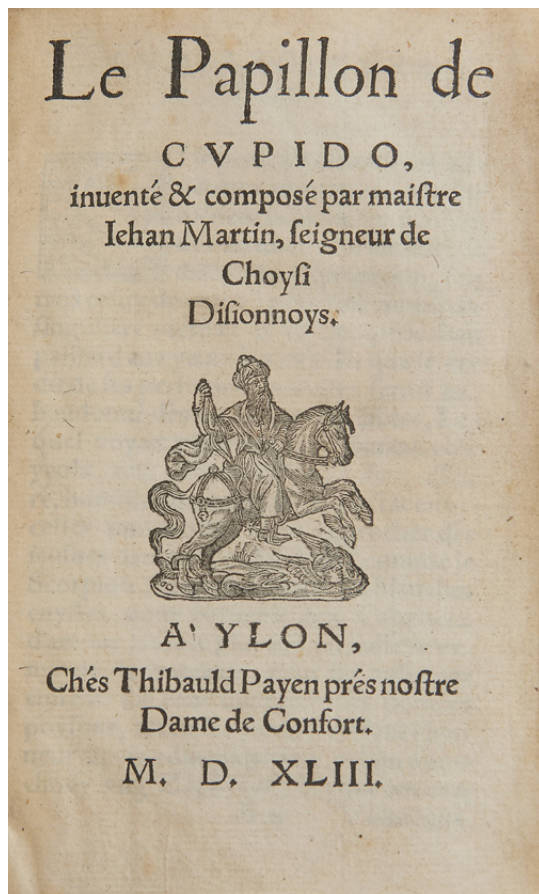 Le Papillon de
CVPIDO,
inuenté & composé par maiſtre
Iehan Martin, ſeigneur de
Choyſi
Diſionnoys.
A' YLON,
Chés Thibauld Payen prés noſtre
Dame de Confort.
M. D. XLIII.